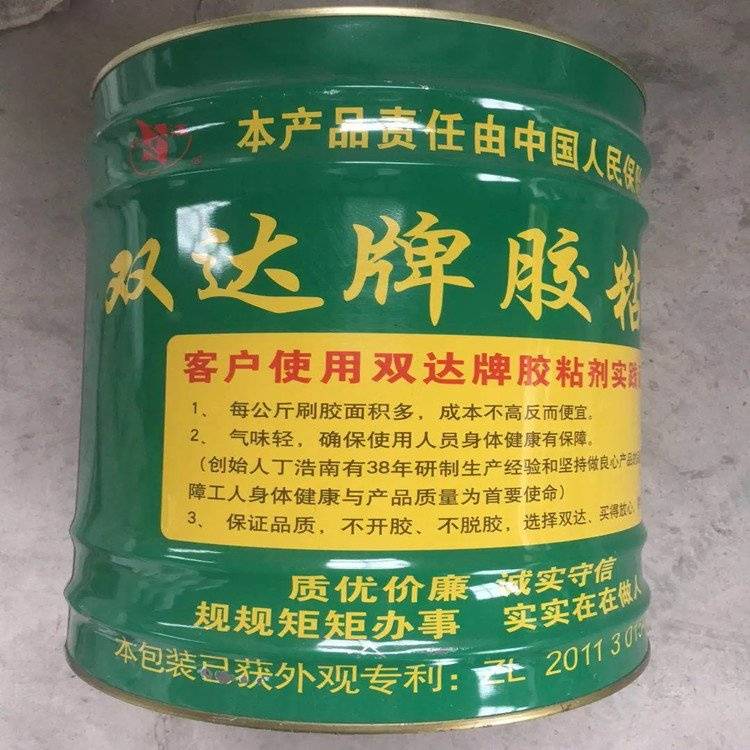 本产品责任由中国人民保
双达牌胶粘
客户使用双达牌胶粘剂实践
1、每公斤刷胶面积多，成本不高反而便宜。
2、气味轻，确保使用人员身体健康有保障。
(创始人丁浩南有38年研制生产经验和坚持做良心产品的
障工人身体健康与产品质量为首要使命)
3、保证品质，不开胶、不脱胶，选择双达、买得放心、
质优价廉 诚实守信
规规矩矩办事 实实在在做人
本包装已获外观专利：ZL 2011 3 01